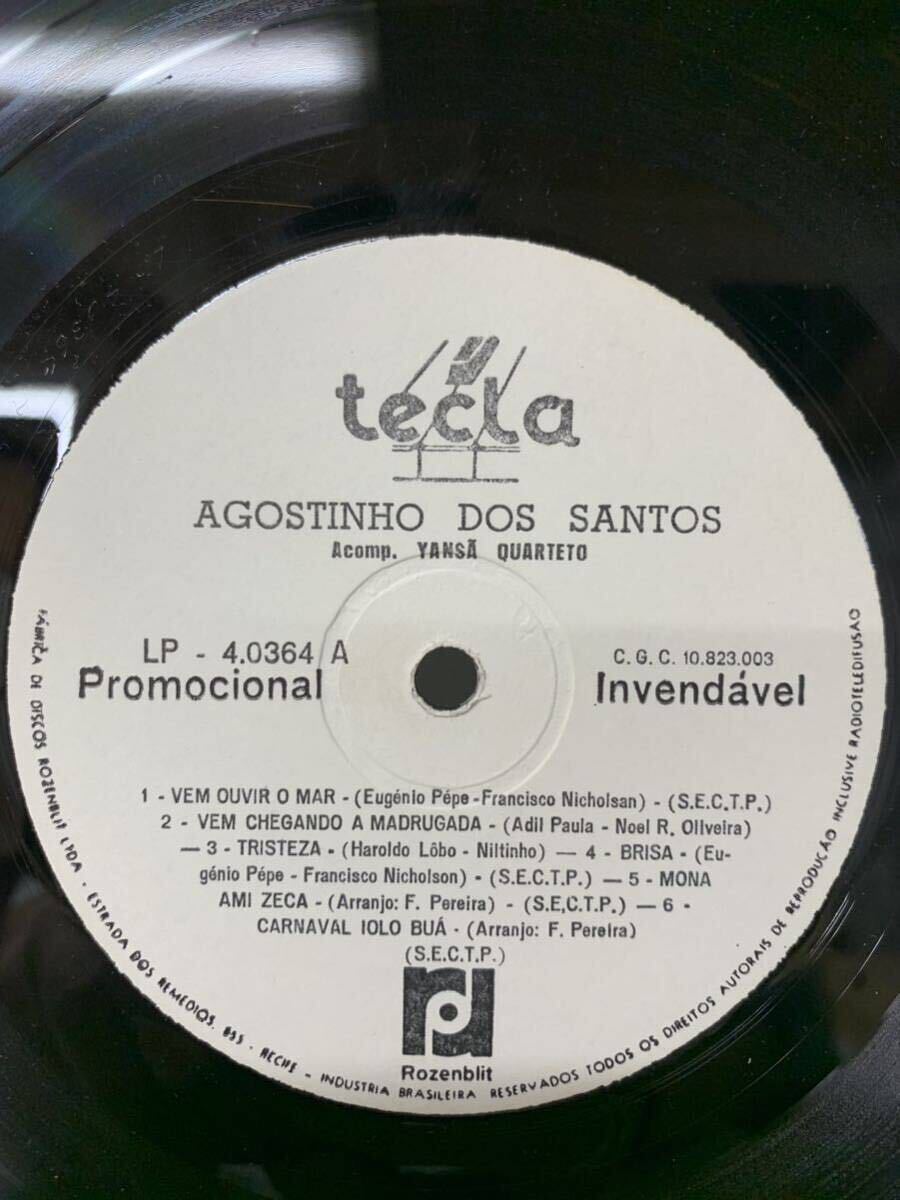 tecla
AGOSTINHO DOS SANTOS
Acomp. YANSÃ QUARTETO
LP - 4.0364 A
C. G. C. 10.823.003
Promocional
Invendável
1 - VEM OUVIR O MAR - (Eugénio Pépe - Francisco Nicholsan) - (S.E.C.T.P.)
2 - VEM CHEGANDO A MADRUGADA - (Adil Paula - Noel R. Oliveira)
— 3 - TRISTEZA - (Haroldo Lôbo - Niltinho) — 4 - BRISA - (Eu-
génio Pépe - Francisco Nicholson) - (S.E.C.T.P.) — 5 - MONA
AMI ZECA - (Arranjo: F. Pereira) - (S.E,C.T.P.) — 6 -
CARNAVAL IOLO BUÁ - (Arranjo: F. Pereira)
(S.E.C.T.P.)
Rozenblit
FÁBRICA DE DISCOS ROZENBLIT LTDA - ESTRADA DOS REMEDIOS, 855 - RECIFE - INDUSTRIA BRASILEIRA RESERVADOS TODOS OS DIREITOS AUTORAIS DE REPRODUÇÃO INCLUSIVE RADIOTELEDIFUSÃO